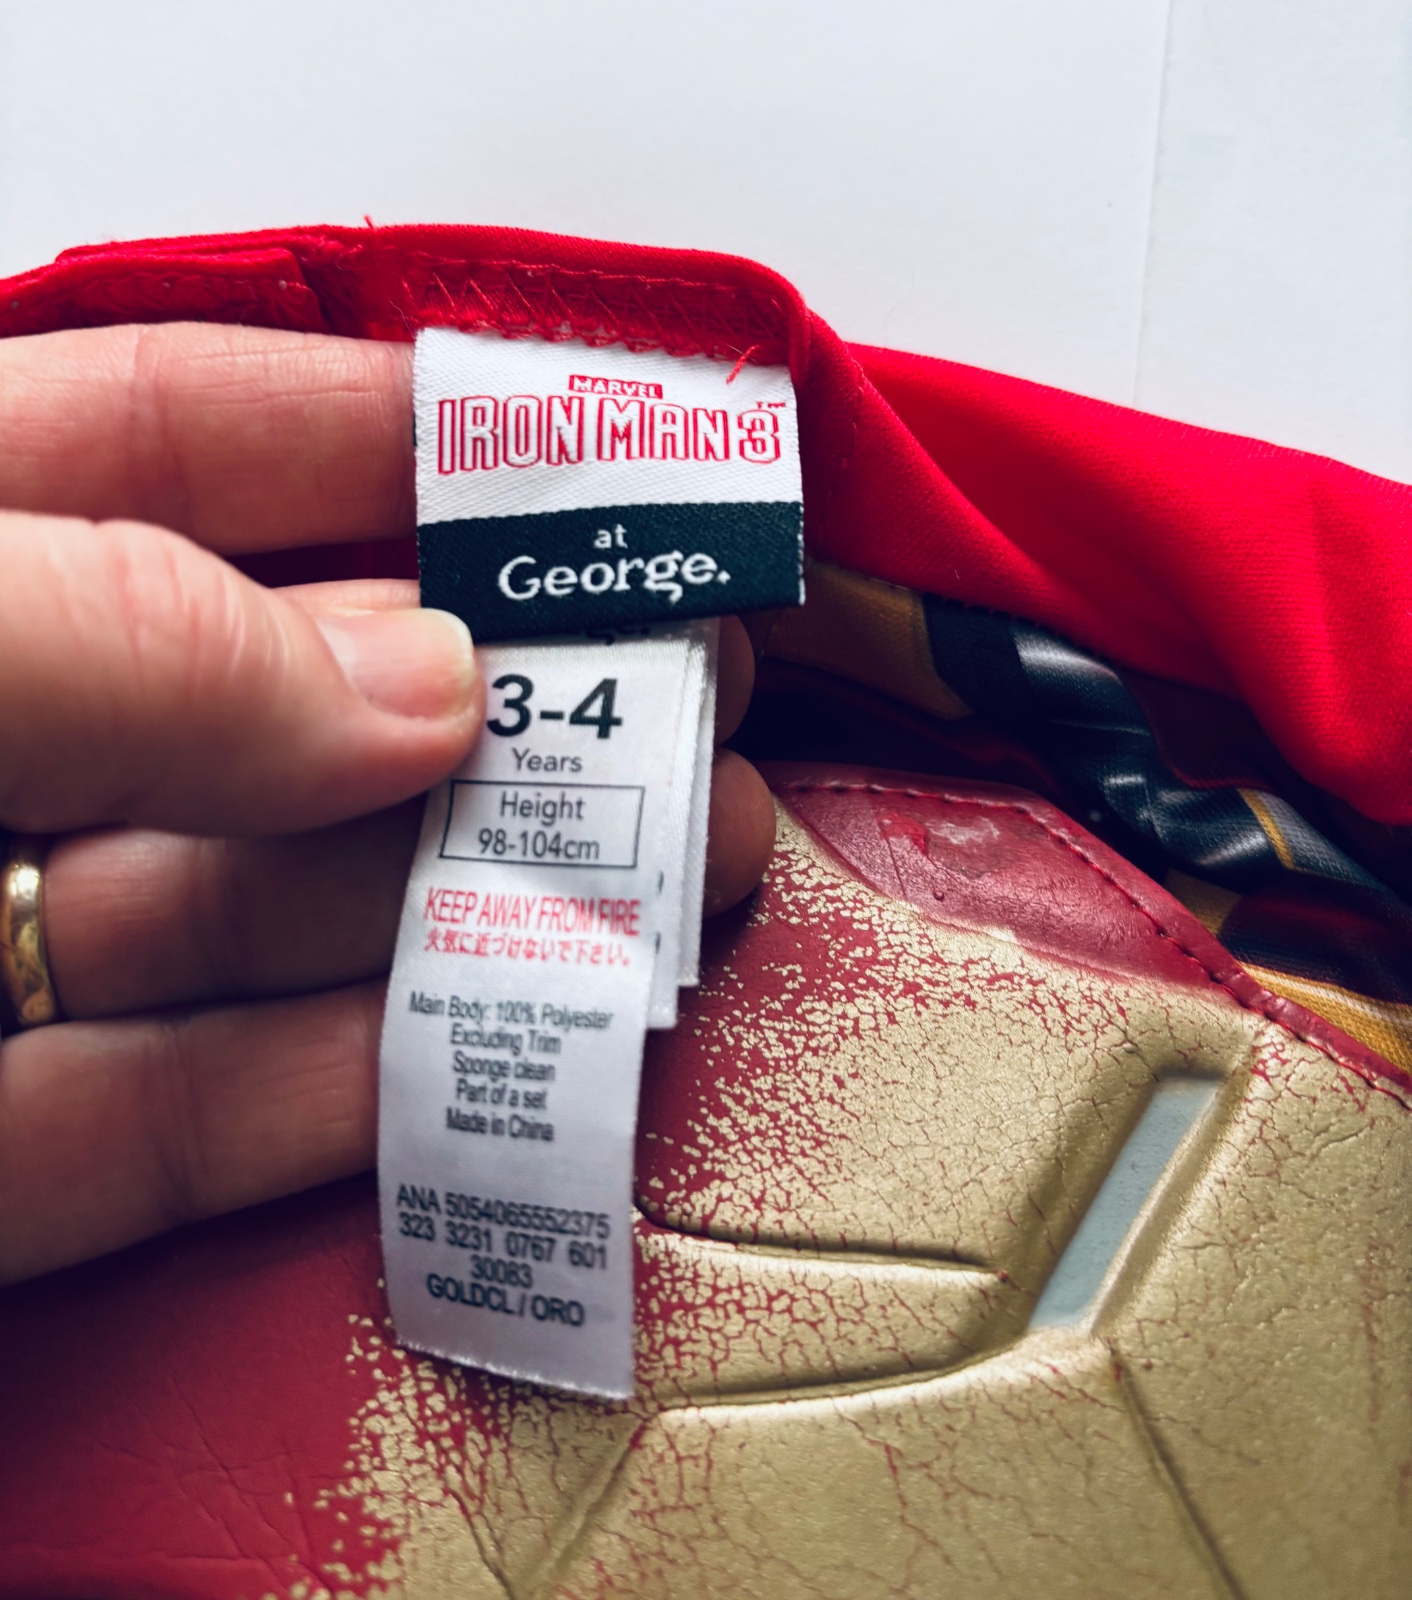 MARVEL
IRON MAN 3™
at
George.
3-4
Years
Height
98-104cm
KEEP AWAY FROM FIRE
火気に近づけないで下さい。
Main Body: 100% Polyester
Excluding Trim
Sponge clean
Part of a set
Made in China
ANA 5054065552375
323 3231 0767 601
30083
GOLDCL / ORO